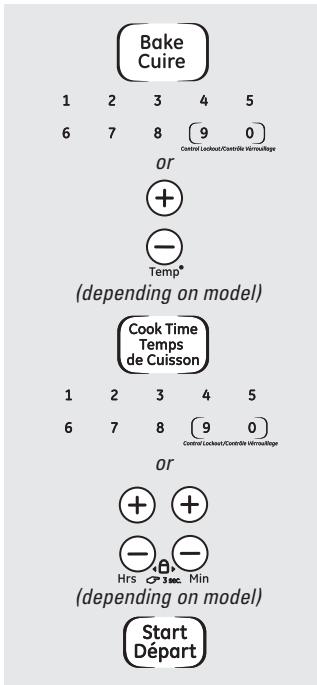 Bake
Cuire
1 2 3 4 5
6 7 8 9 0
Control Lockout/Contrôle Vérrouillage
or
+
−
Temp°
(depending on model)
Cook Time
Temps
de Cuisson
1 2 3 4 5
6 7 8 9 0
Control Lockout/Contrôle Vérrouillage
or
+ +
− −
Hrs 3 sec. Min
(depending on model)
Start
Départ